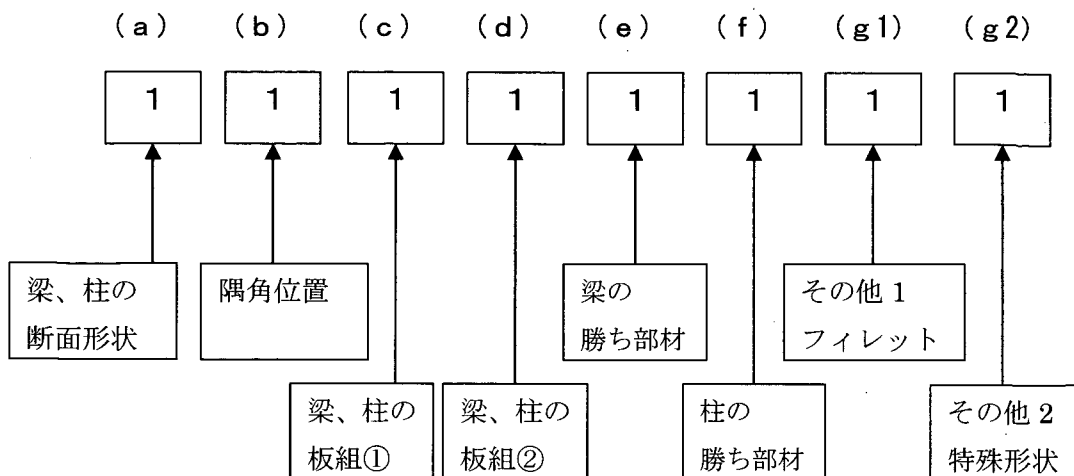 (a) (b) (c) (d) (e) (f) (g1) (g2)
1 1 1 1 1 1 1 1
梁、柱の
断面形状
隅角位置
梁の
勝ち部材
その他1
フィレット
梁、柱の
板組①
梁、柱の
板組②
柱の
勝ち部材
その他2
特殊形状